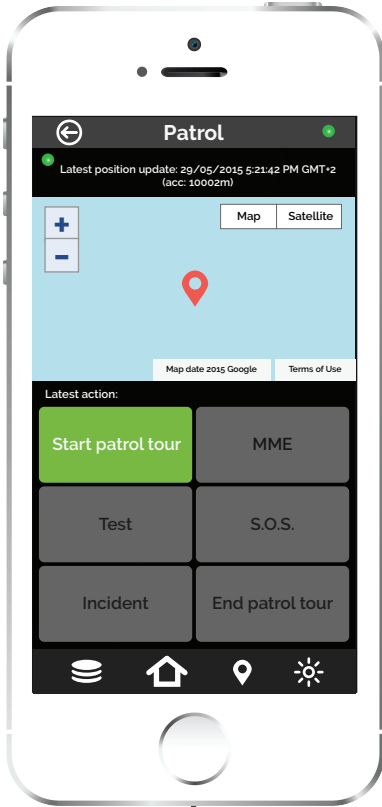 Patrol
Latest position update: 29/05/2015 5:21:42 PM GMT+2
(acc: 10002m)
+
Map Satellite
−
Map date 2015 Google Terms of Use
Latest action:
Start patrol tour MME
Test S.O.S.
Incident End patrol tour